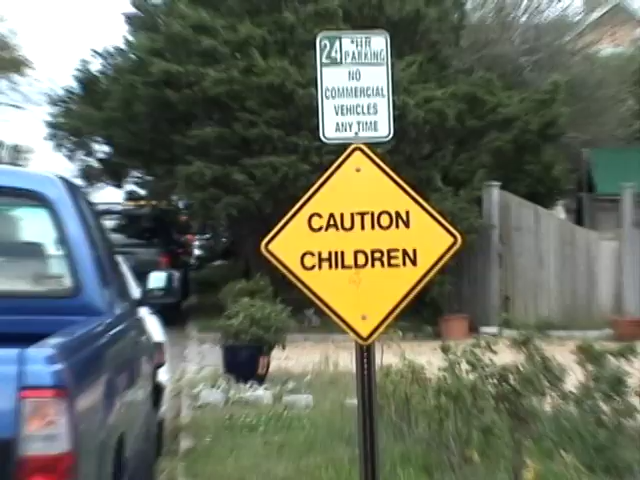 24 HR
PARKING
NO
COMMERCIAL
VEHICLES
ANY TIME
CAUTION
CHILDREN